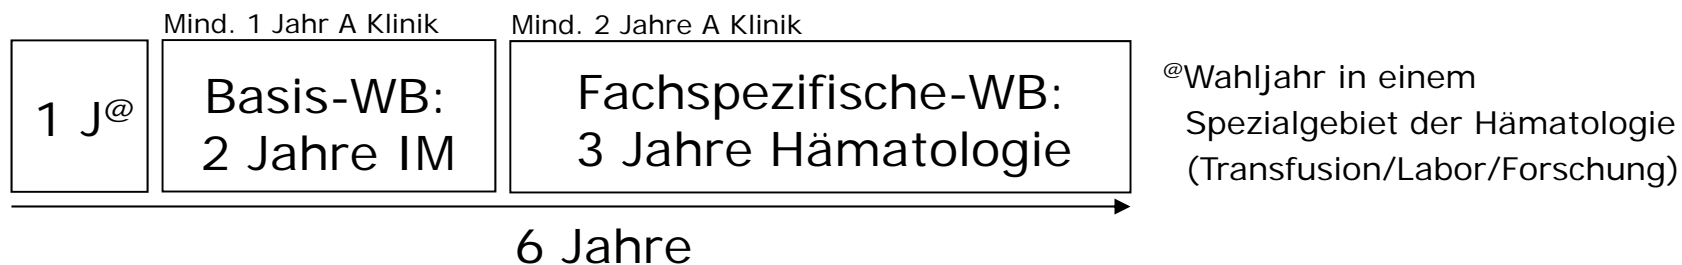 Mind. 1 Jahr A Klinik
Mind. 2 Jahre A Klinik
1 J@
Basis-WB:
2 Jahre IM
Fachspezifische-WB:
3 Jahre Hämatologie
@Wahljahr in einem
Spezialgebiet der Hämatologie
(Transfusion/Labor/Forschung)
6 Jahre